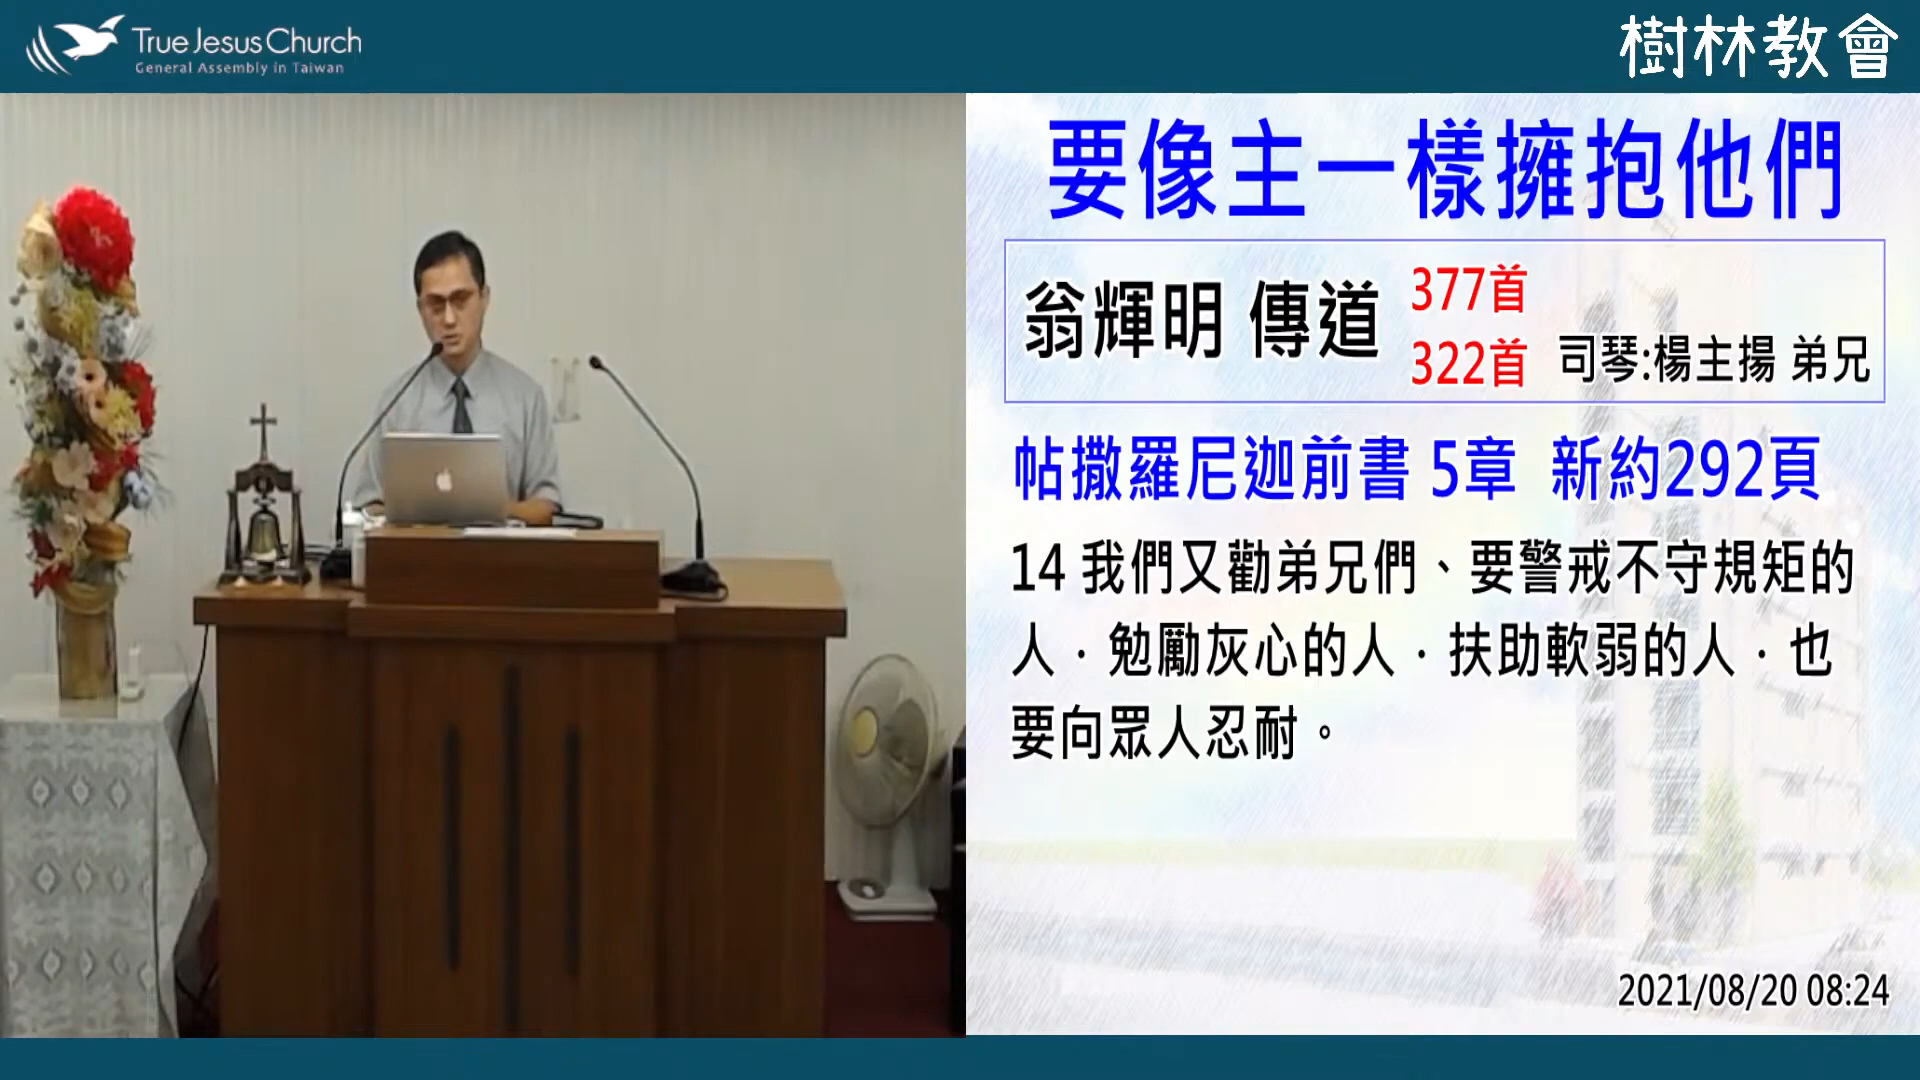 True Jesus Church
General Assembly in Taiwan
樹林教會
要像主一樣擁抱他們
翁輝明 傳道
377首
322首
司琴:楊主揚 弟兄
帖撒羅尼迦前書 5章 新約292頁
14 我們又勸弟兄們、要警戒不守規矩的
人．勉勵灰心的人．扶助軟弱的人．也
要向眾人忍耐。
2021/08/20 08:24